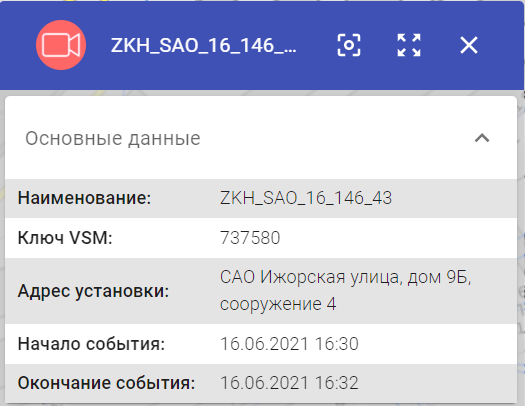 ZKH_SAO_16_146_...
Основные данные
Наименование: ZKH_SAO_16_146_43
Ключ VSM: 737580
Адрес установки: САО Ижорская улица, дом 9Б,
сооружение 4
Начало события: 16.06.2021 16:30
Окончание события: 16.06.2021 16:32